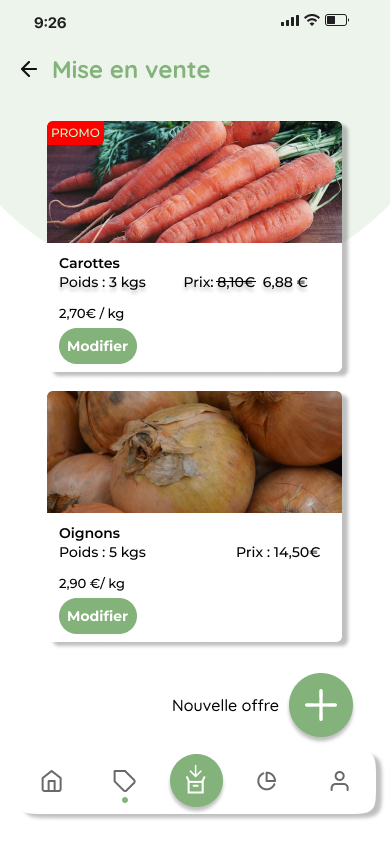 9:26
Mise en vente
PROMO
Carottes
Poids : 3 kgs Prix: 8,10€ 6,88 €
2,70€ / kg
Modifier
Oignons
Poids : 5 kgs Prix : 14,50€
2,90 €/ kg
Modifier
Nouvelle offre